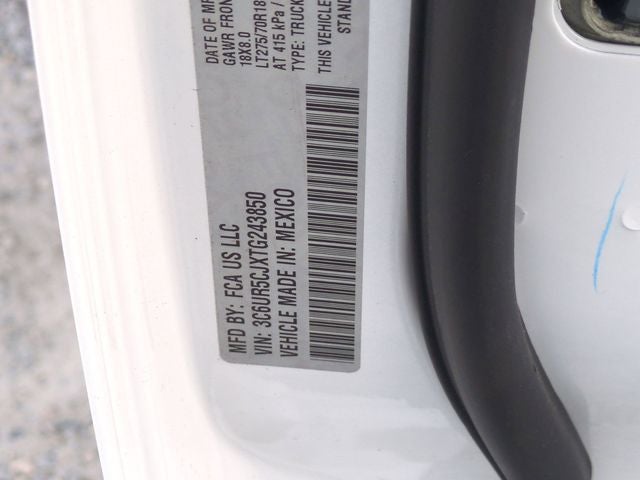 MFD BY: FCA US LLC
DATE OF MF
GAWR FRON
VIN: 3C6UR5CJXTG243850
18X8.0
VEHICLE MADE IN: MEXICO
LT275/70R18
AT 415 kPa /
TYPE: TRUCK
THIS VEHICLE
STAND